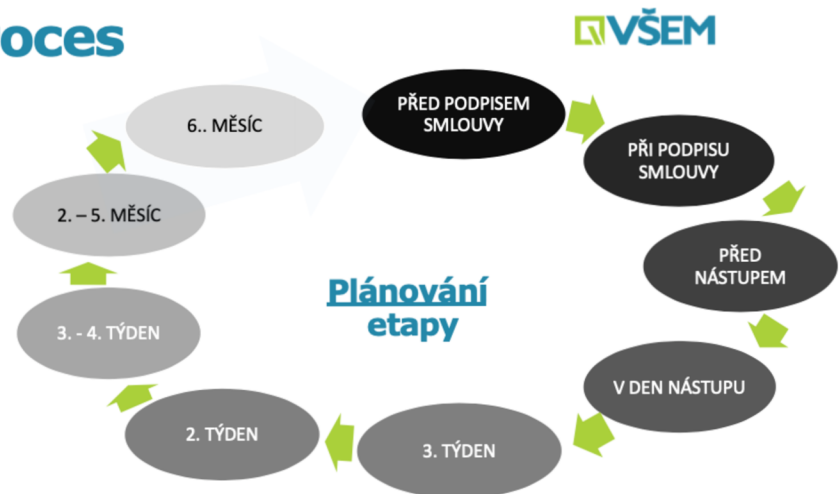 oces
VŠEM
PŘED PODPISEM
SMLOUVY
PŘI PODPISU
SMLOUVY
PŘED
NÁSTUPEM
V DEN NÁSTUPU
3. TÝDEN
2. TÝDEN
3. - 4. TÝDEN
2. – 5. MĚSÍC
6.. MĚSÍC
Plánování
etapy